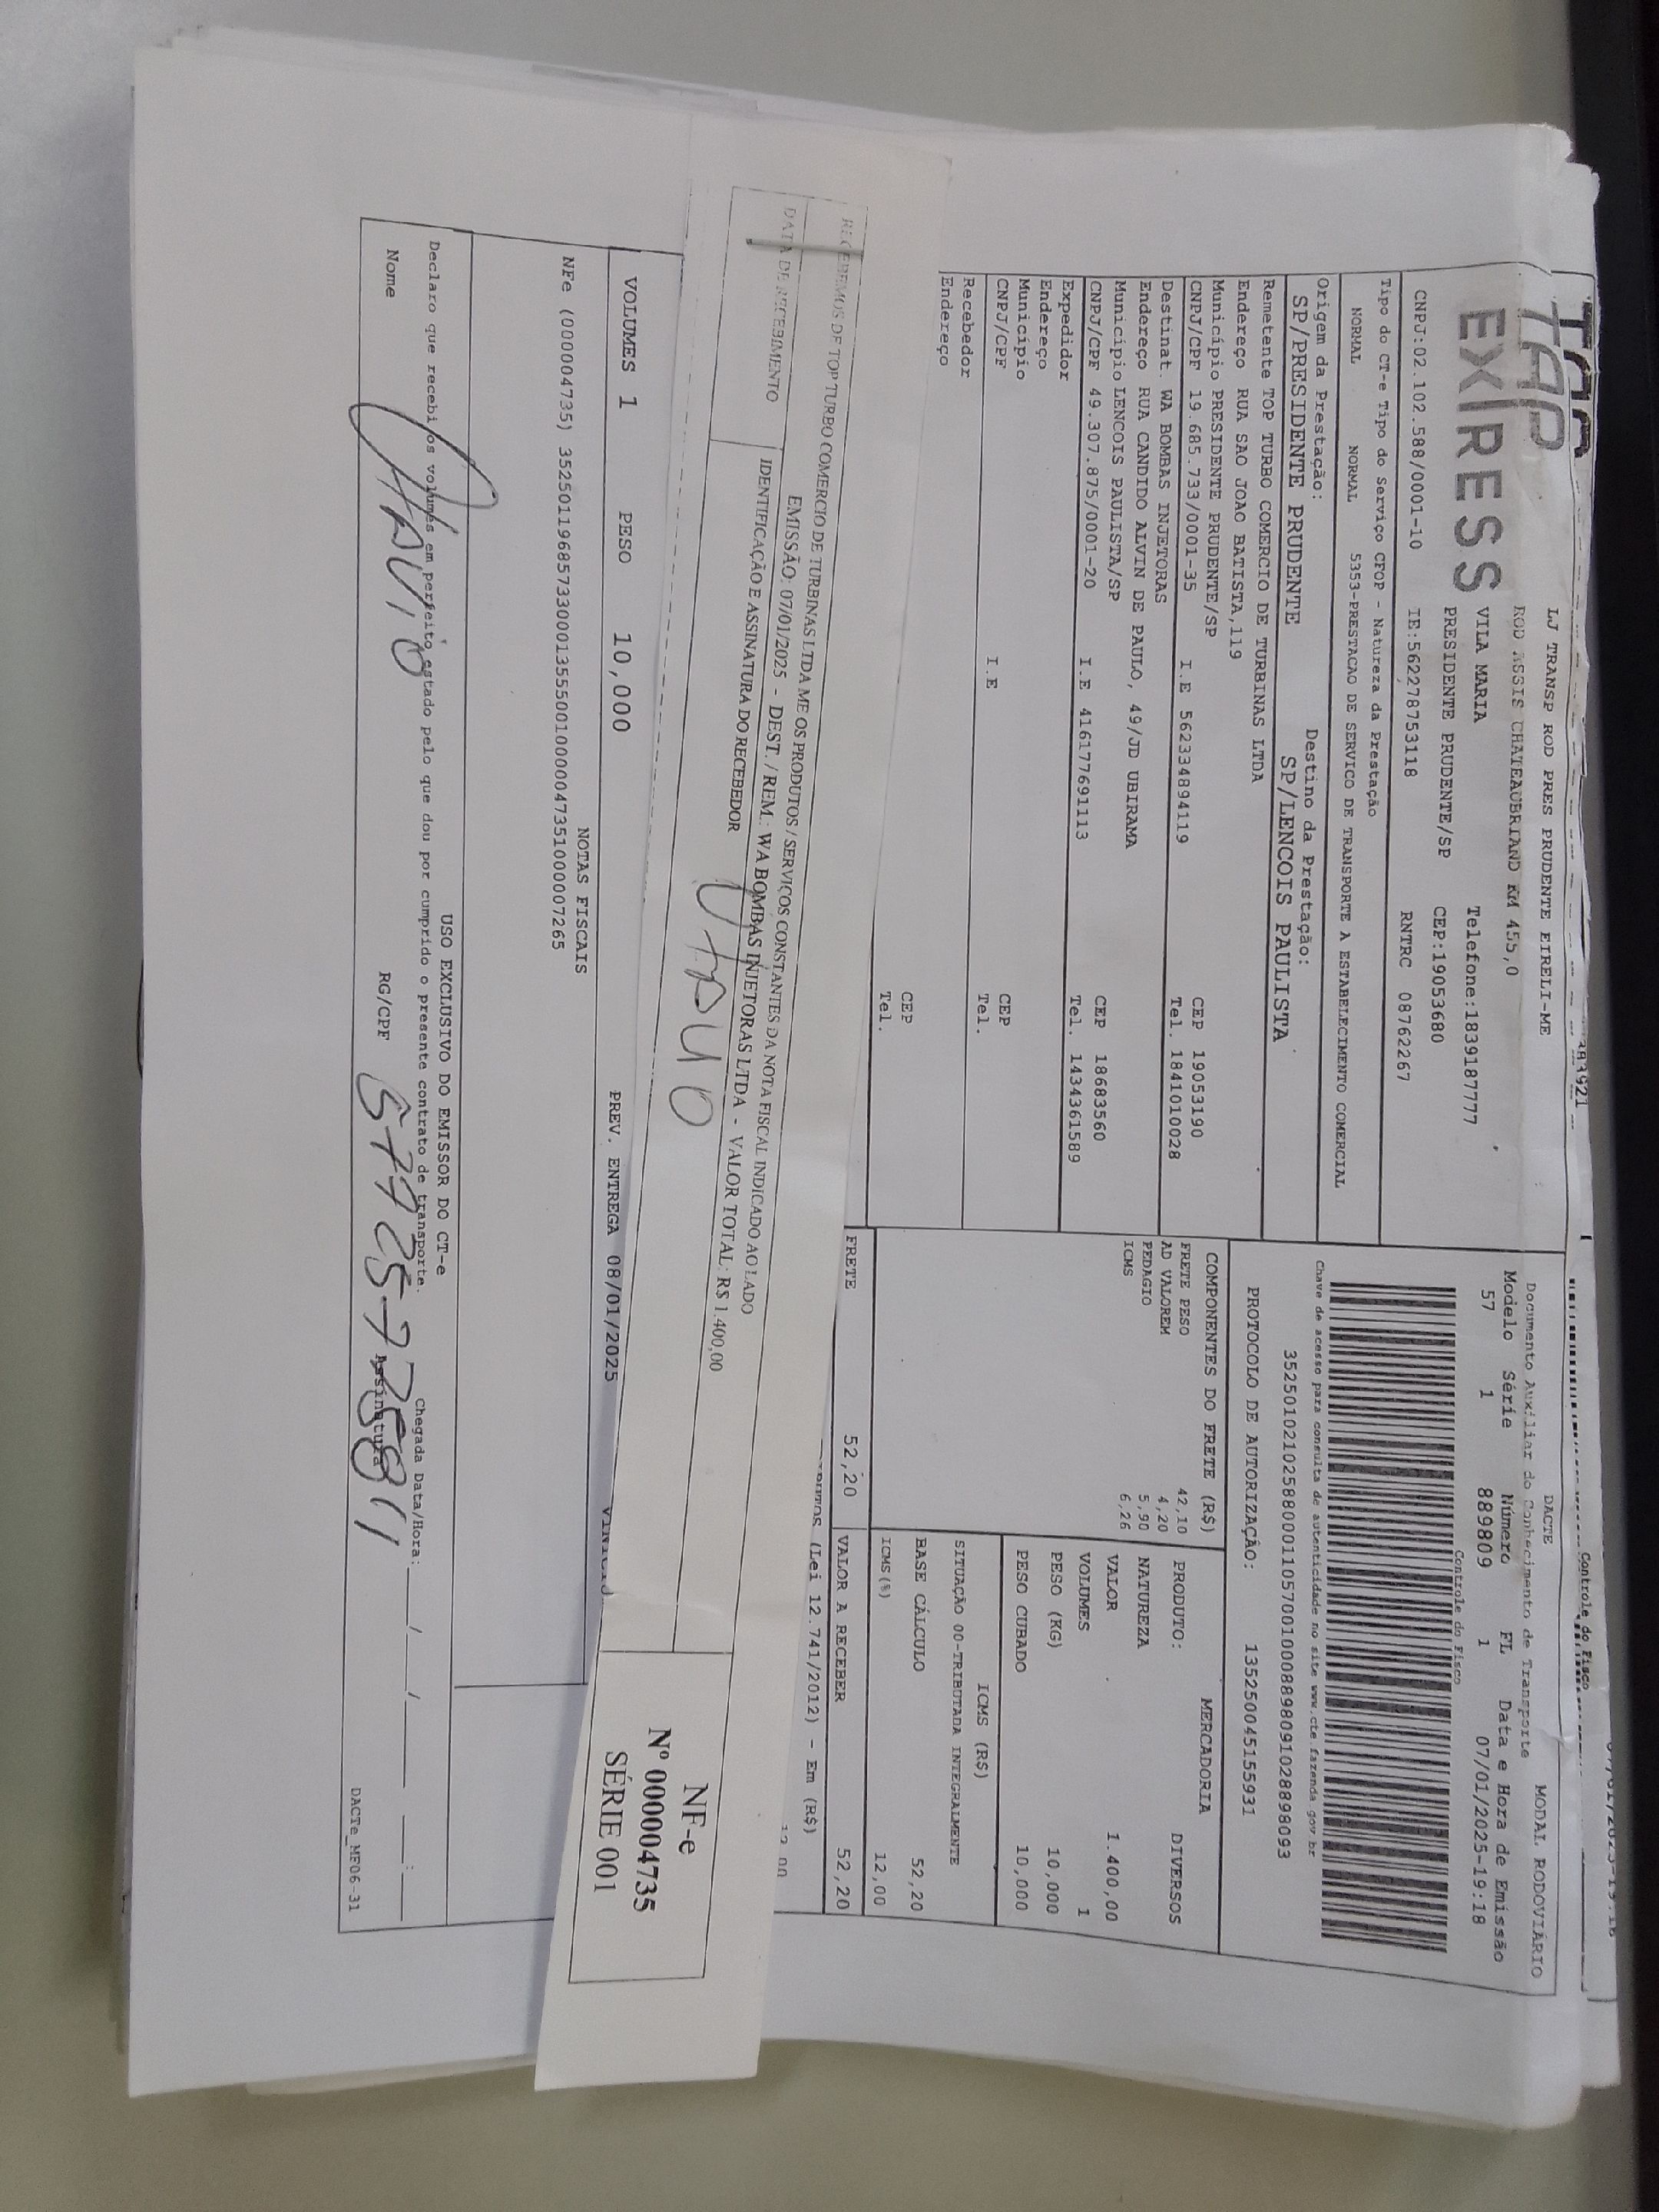 TAP
EXPRESS
LJ TRANSP ROD PRES PRUDENTE EIRELI-ME
ROD ASSIS CHATEAUBRIAND KM 455,0
VILA MARIA Telefone:1839187777
PRESIDENTE PRUDENTE/SP CEP:19053680
CNPJ:02.102.588/0001-10 IE:562278753118 RNTRC 08762267
Tipo do CT-e Tipo do Serviço CFOP - Natureza da Prestação
NORMAL NORMAL 5353-PRESTACAO DE SERVICO DE TRANSPORTE A ESTABELECIMENTO COMERCIAL
Origem da Prestação: Destino da Prestação:
SP/PRESIDENTE PRUDENTE SP/LENCOIS PAULISTA
Remetente TOP TURBO COMERCIO DE TURBINAS LTDA
Endereço RUA SAO JOAO BATISTA,119
Município PRESIDENTE PRUDENTE/SP CEP 19053190
CNPJ/CPF 19.685.733/0001-35 I.E 562334894119 Tel. 1841010028
Destinat. WA BOMBAS INJETORAS
Endereço RUA CANDIDO ALVIN DE PAULO, 49/JD UBIRAMA
Município LENCOIS PAULISTA/SP CEP 18683560
CNPJ/CPF 49.307.875/0001-20 I.E 416177691113 Tel. 1434361589
Expedidor
Endereço
Município CEP
CNPJ/CPF I.E Tel.
Recebedor
Endereço
CEP
Tel.
Controle do Fisco
DACTE MODAL RODOVIÁRIO
Documento Auxiliar do Conhecimento de Transporte
Modelo Série Número FL Data e Hora de Emissão
57 1 889809 1 07/01/2025-19:18
Controle do Fisco
Chave de acesso para consulta de autenticidade no site www.cte.fazenda.gov.br
35250102102588000110570010008898091028898093
PROTOCOLO DE AUTORIZAÇÃO: 135250045155931
COMPONENTES DO FRETE (R$)
FRETE PESO 42,10
AD VALOREM 4,20
PEDAGIO 5,90
ICMS 6,26
MERCADORIA
PRODUTO: DIVERSOS
NATUREZA
VALOR 1.400,00
VOLUMES 1
PESO (KG) 10,000
PESO CUBADO 10,000
ICMS (R$)
SITUAÇÃO 00-TRIBUTADA INTEGRALMENTE
BASE CÁLCULO 52,20
ICMS(%) 12,00
FRETE 52,20 VALOR A RECEBER 52,20
(Lei 12.741/2012) - Em (R$)
RECEBEMOS DE TOP TURBO COMERCIO DE TURBINAS LTDA ME OS PRODUTOS / SERVIÇOS CONSTANTES DA NOTA FISCAL INDICADO AO LADO
EMISSÃO: 07/01/2025 - DEST. / REM.: WA BOMBAS INJETORAS LTDA - VALOR TOTAL: R$ 1.400,00
DATA DE RECEBIMENTO IDENTIFICAÇÃO E ASSINATURA DO RECEBEDOR
NF-e
Nº 000004735
SÉRIE 001
VOLUMES 1 PESO 10,000 PREV. ENTREGA 08/01/2025
NOTAS FISCAIS
NFe (000004735) 35250119685733000135550010000047351000007265
USO EXCLUSIVO DO EMISSOR DO CT-e
Declaro que recebi os volumes em perfeito estado pelo que dou por cumprido o presente contrato de transporte. Chegada Data/Hora: __/__/__ __:__
Nome RG/CPF Assinatura
DACTe_MF06-31